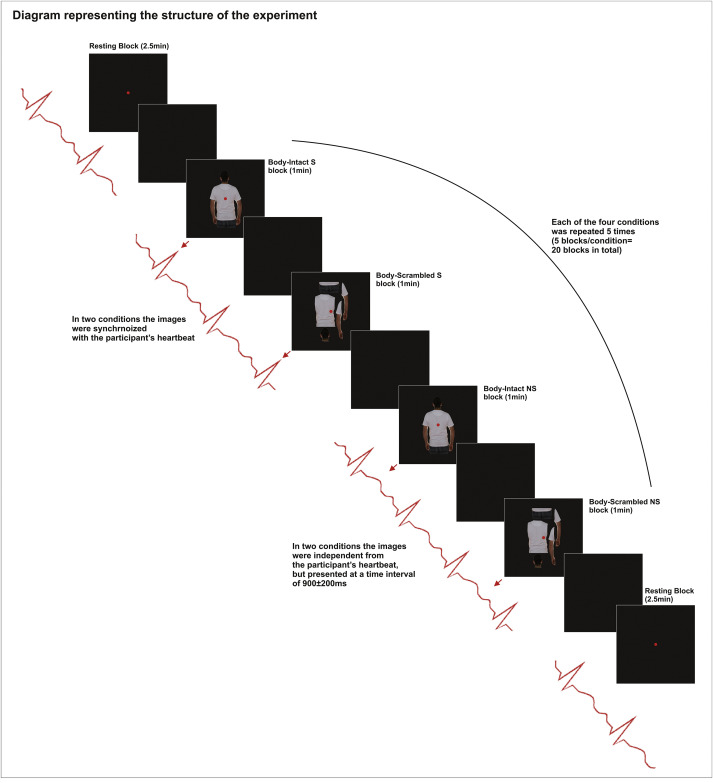 Diagram representing the structure of the experiment
Resting Block (2.5min)
Body-Intact S
block (1min)
Each of the four conditions
was repeated 5 times
(5 blocks/condition=
20 blocks in total)
Body-Scrambled S
block (1min)
In two conditions the images
were synchrnoized
with the participant's heartbeat
Body-Intact NS
block (1min)
Body-Scrambled NS
block (1min)
In two conditions the images
were independent from
the participant's heartbeat,
but presented at a time interval
of 900±200ms
Resting Block
(2.5min)